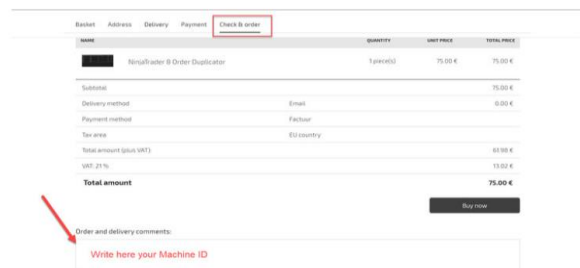 Basket Address Delivery Payment Check & order
NAME QUANTITY UNIT PRICE TOTAL PRICE
NinjaTrader 8 Order Duplicator 1 piece(s) 75.00 € 75.00 €
Subtotal 75.00 €
Delivery method Email 0.00 €
Payment method Factuur
Tax area EU country
Total amount (plus VAT) 61.98 €
VAT: 21 % 13.02 €
Total amount 75.00 €
Buy now
Order and delivery comments:
Write here your Machine ID